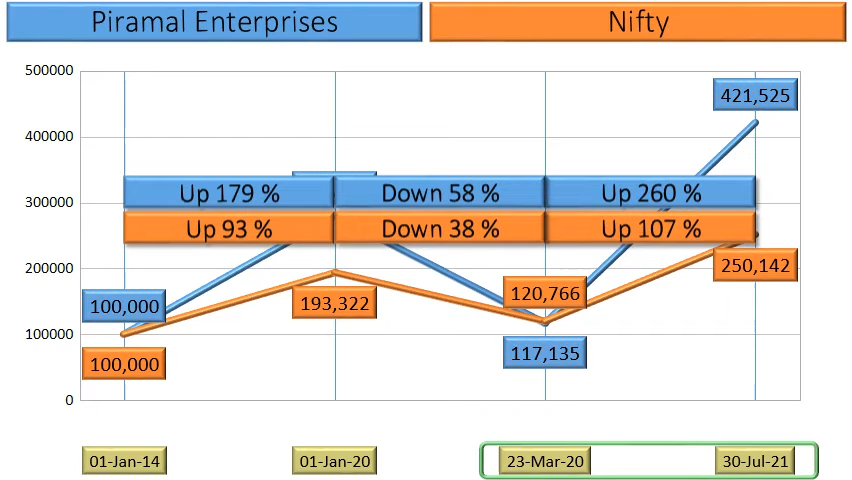 Piramal Enterprises
Nifty
500000
400000
300000
200000
100000
0
421,525
Up 179 %
Down 58 %
Up 260 %
Up 93 %
Down 38 %
Up 107 %
250,142
120,766
193,322
100,000
117,135
100,000
01-Jan-14
01-Jan-20
23-Mar-20
30-Jul-21